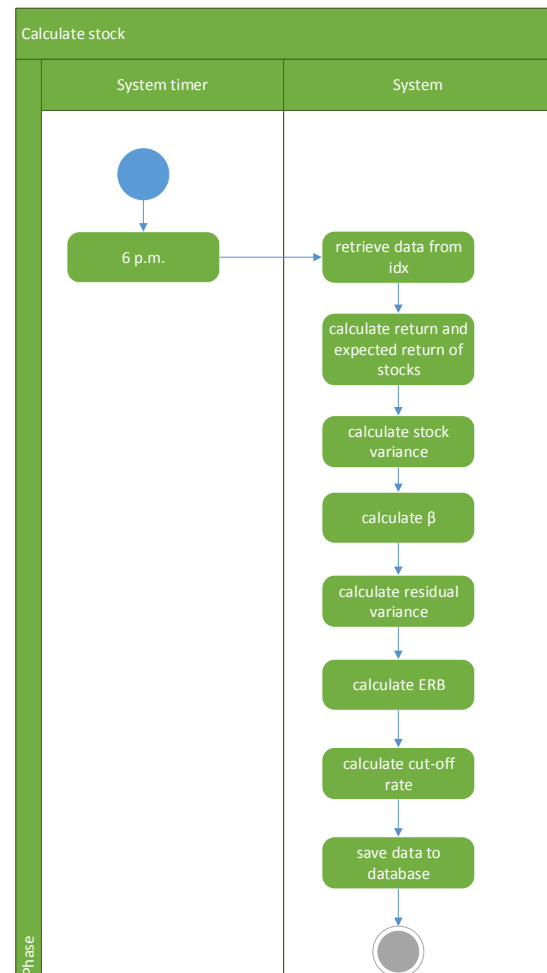 Calculate stock
System timer
System
6 p.m.
retrieve data from
idx
calculate return and
expected return of
stocks
calculate stock
variance
calculate β
calculate residual
variance
calculate ERB
calculate cut-off
rate
save data to
database
Phase